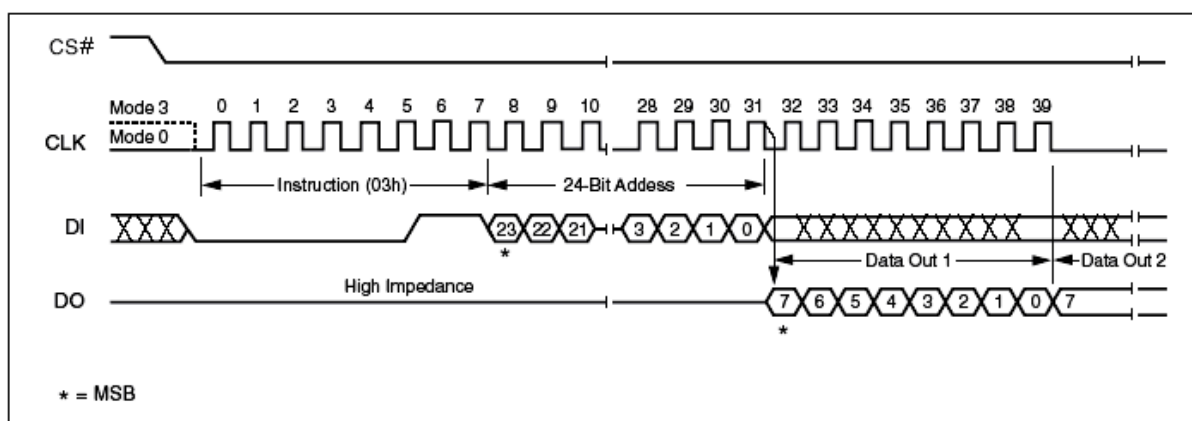 CS#
Mode 3 0 1 2 3 4 5 6 7 8 9 10 28 29 30 31 32 33 34 35 36 37 38 39
CLK Mode 0
Instruction (03h) 24-Bit Addess
DI 23 22 21 3 2 1 0
* Data Out 1 Data Out 2
High Impedance
DO 7 6 5 4 3 2 1 0 7
*
* = MSB